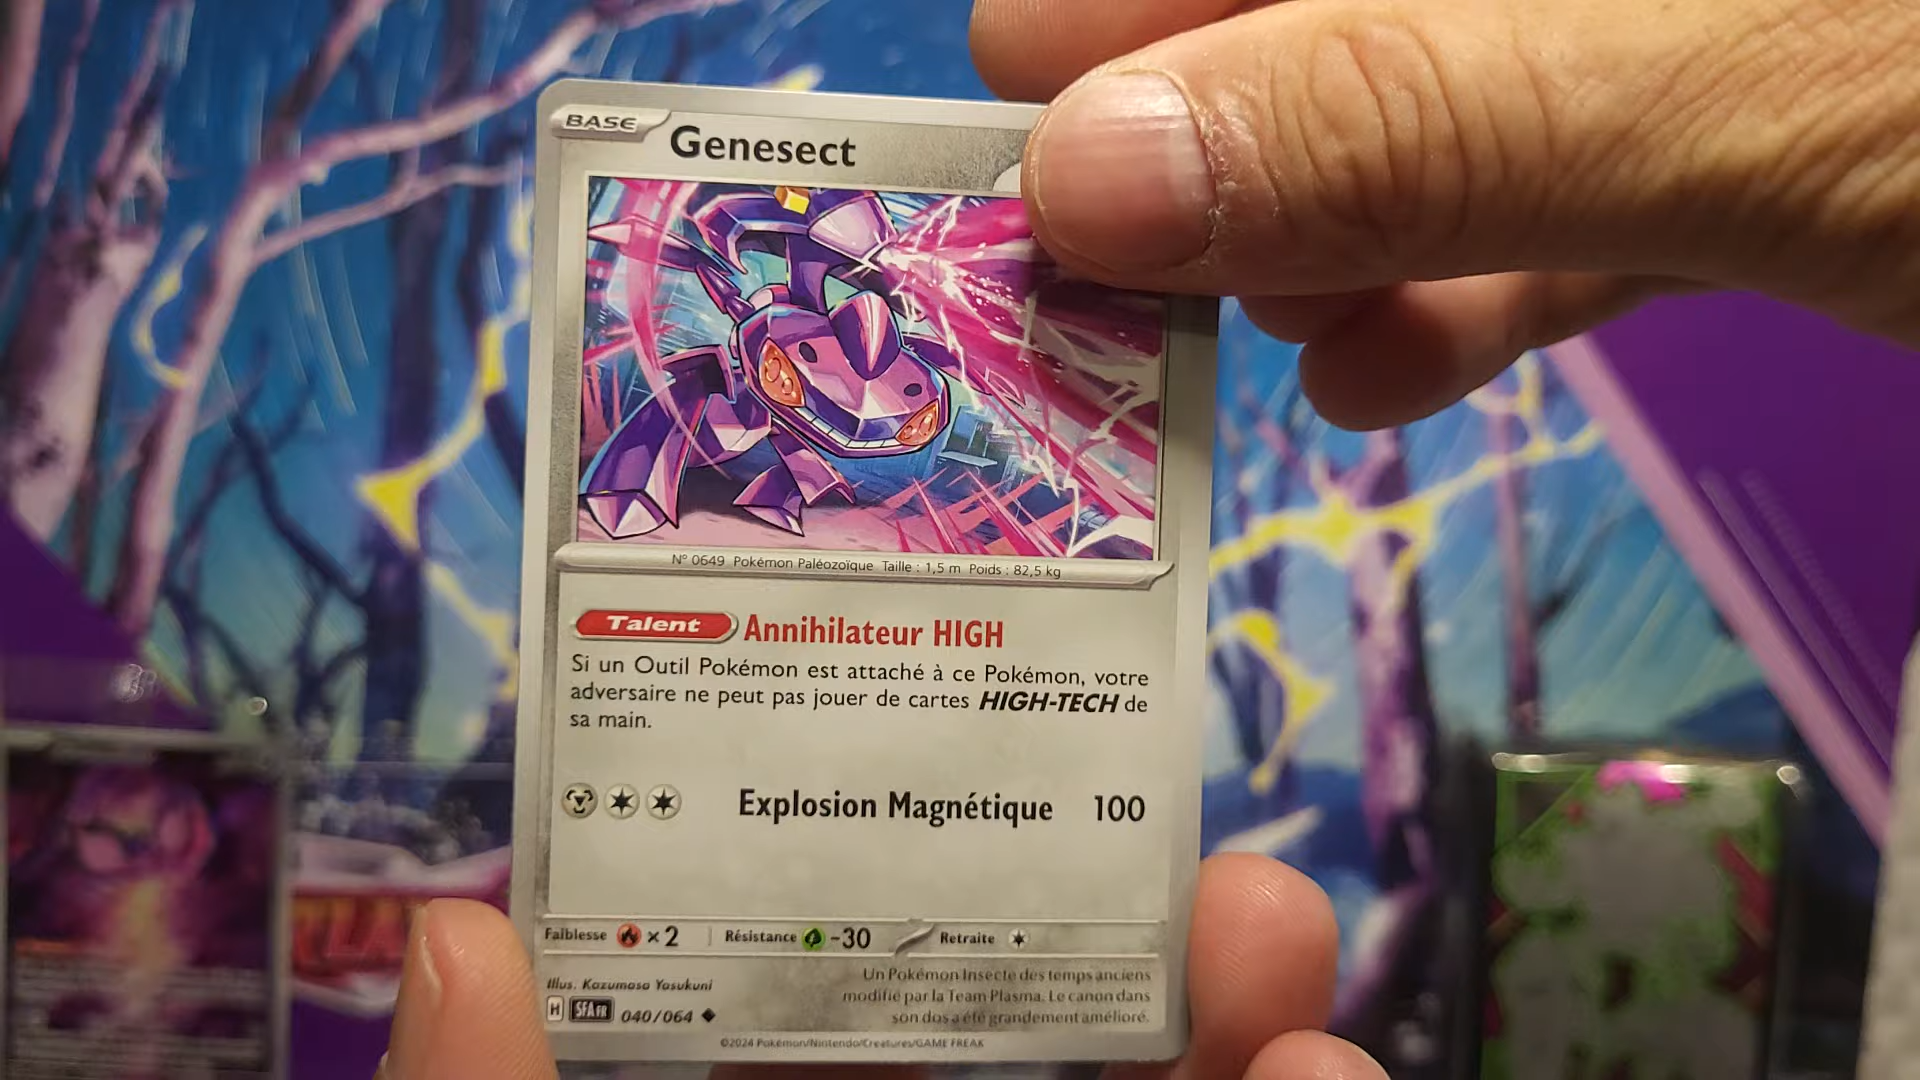 BASE
Genesect
N° 0649 Pokémon Paléozoïque Taille : 1,5 m Poids : 82,5 kg
Talent Annihilateur HIGH
Si un Outil Pokémon est attaché à ce Pokémon, votre
adversaire ne peut pas jouer de cartes HIGH-TECH de
sa main.
Explosion Magnétique 100
Faiblesse ×2 Résistance -30 Retraite
Illus. Kazumasa Yasukuni
Un Pokémon Insecte des temps anciens
modifié par la Team Plasma. Le canon dans
son dos a été grandement amélioré.
H SFA FR 040/064
©2024 Pokémon/Nintendo/Creatures/GAME FREAK